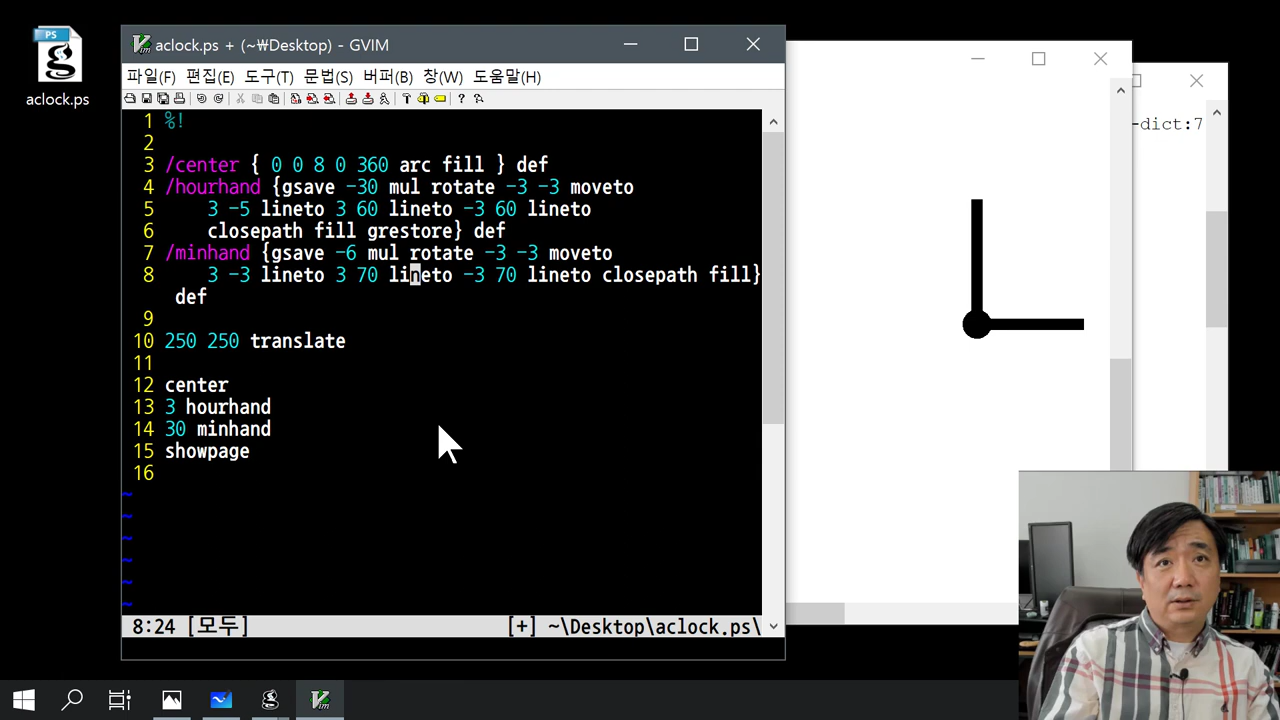 PS
aclock.ps
aclock.ps + (~₩Desktop) - GVIM
파일(F) 편집(E) 도구(T) 문법(S) 버퍼(B) 창(W) 도움말(H)
1 %!
2
3 /center { 0 0 8 0 360 arc fill } def
4 /hourhand {gsave -30 mul rotate -3 -3 moveto
5 3 -5 lineto 3 60 lineto -3 60 lineto
6 closepath fill grestore} def
7 /minhand {gsave -6 mul rotate -3 -3 moveto
8 3 -3 lineto 3 70 lineto -3 70 lineto closepath fill}
def
9
10 250 250 translate
11
12 center
13 3 hourhand
14 30 minhand
15 showpage
16
~
~
~
~
~
~
8:24 [모두] [+] ~\Desktop\aclock.ps\
-dict:7